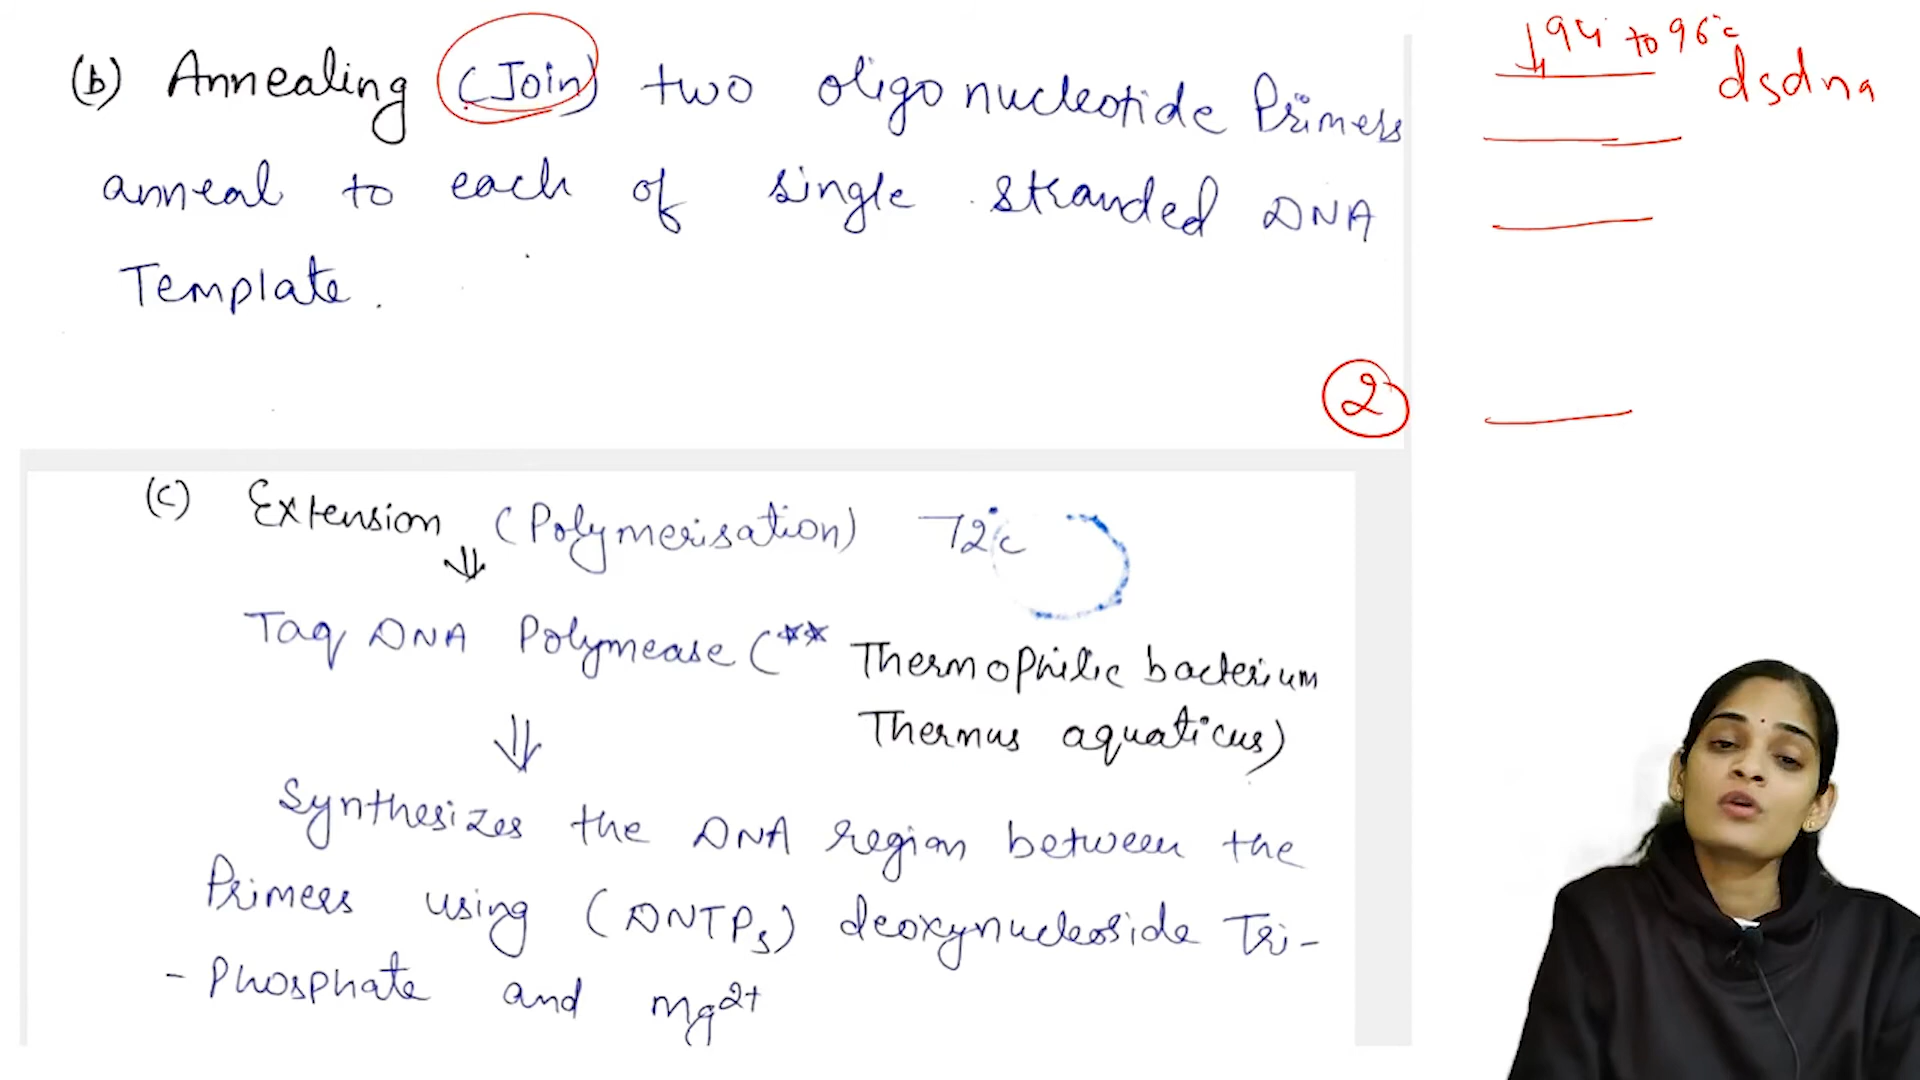 (b) Annealing (Join) two oligonucleotide Primers
anneal to each of single stranded DNA
Template.
94 to 96°c
dsdna
2
(c) Extension (Polymerisation) 72°c
Taq DNA Polymease (** Thermophilic bacterium
Thermus aquaticus)
Synthesizes the DNA region between the
Primers using (DNTPs) deoxynucleoside Tri-
- Phosphate and mg2+